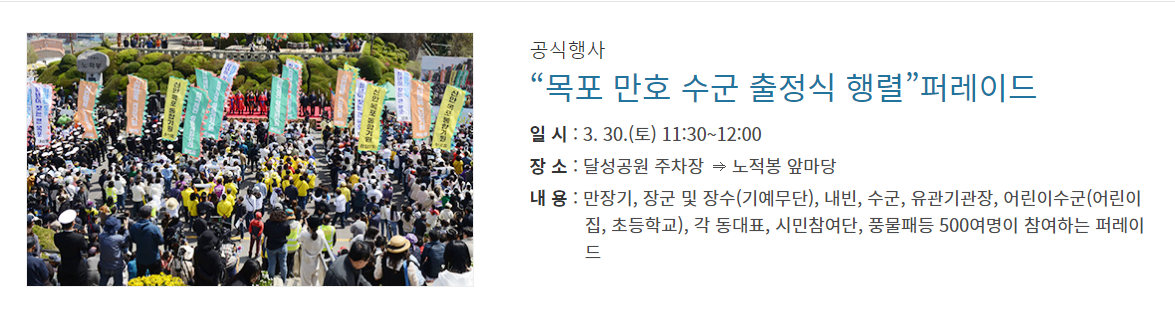 공식행사
“목포 만호 수군 출정식 행렬”퍼레이드
일 시 : 3. 30.(토) 11:30~12:00
장 소 : 달성공원 주차장 ⇒ 노적봉 앞마당
내 용 : 만장기, 장군 및 장수(기예무단), 내빈, 수군, 유관기관장, 어린이수군(어린이
집, 초등학교), 각 동대표, 시민참여단, 풍물패등 500여명이 참여하는 퍼레이
드